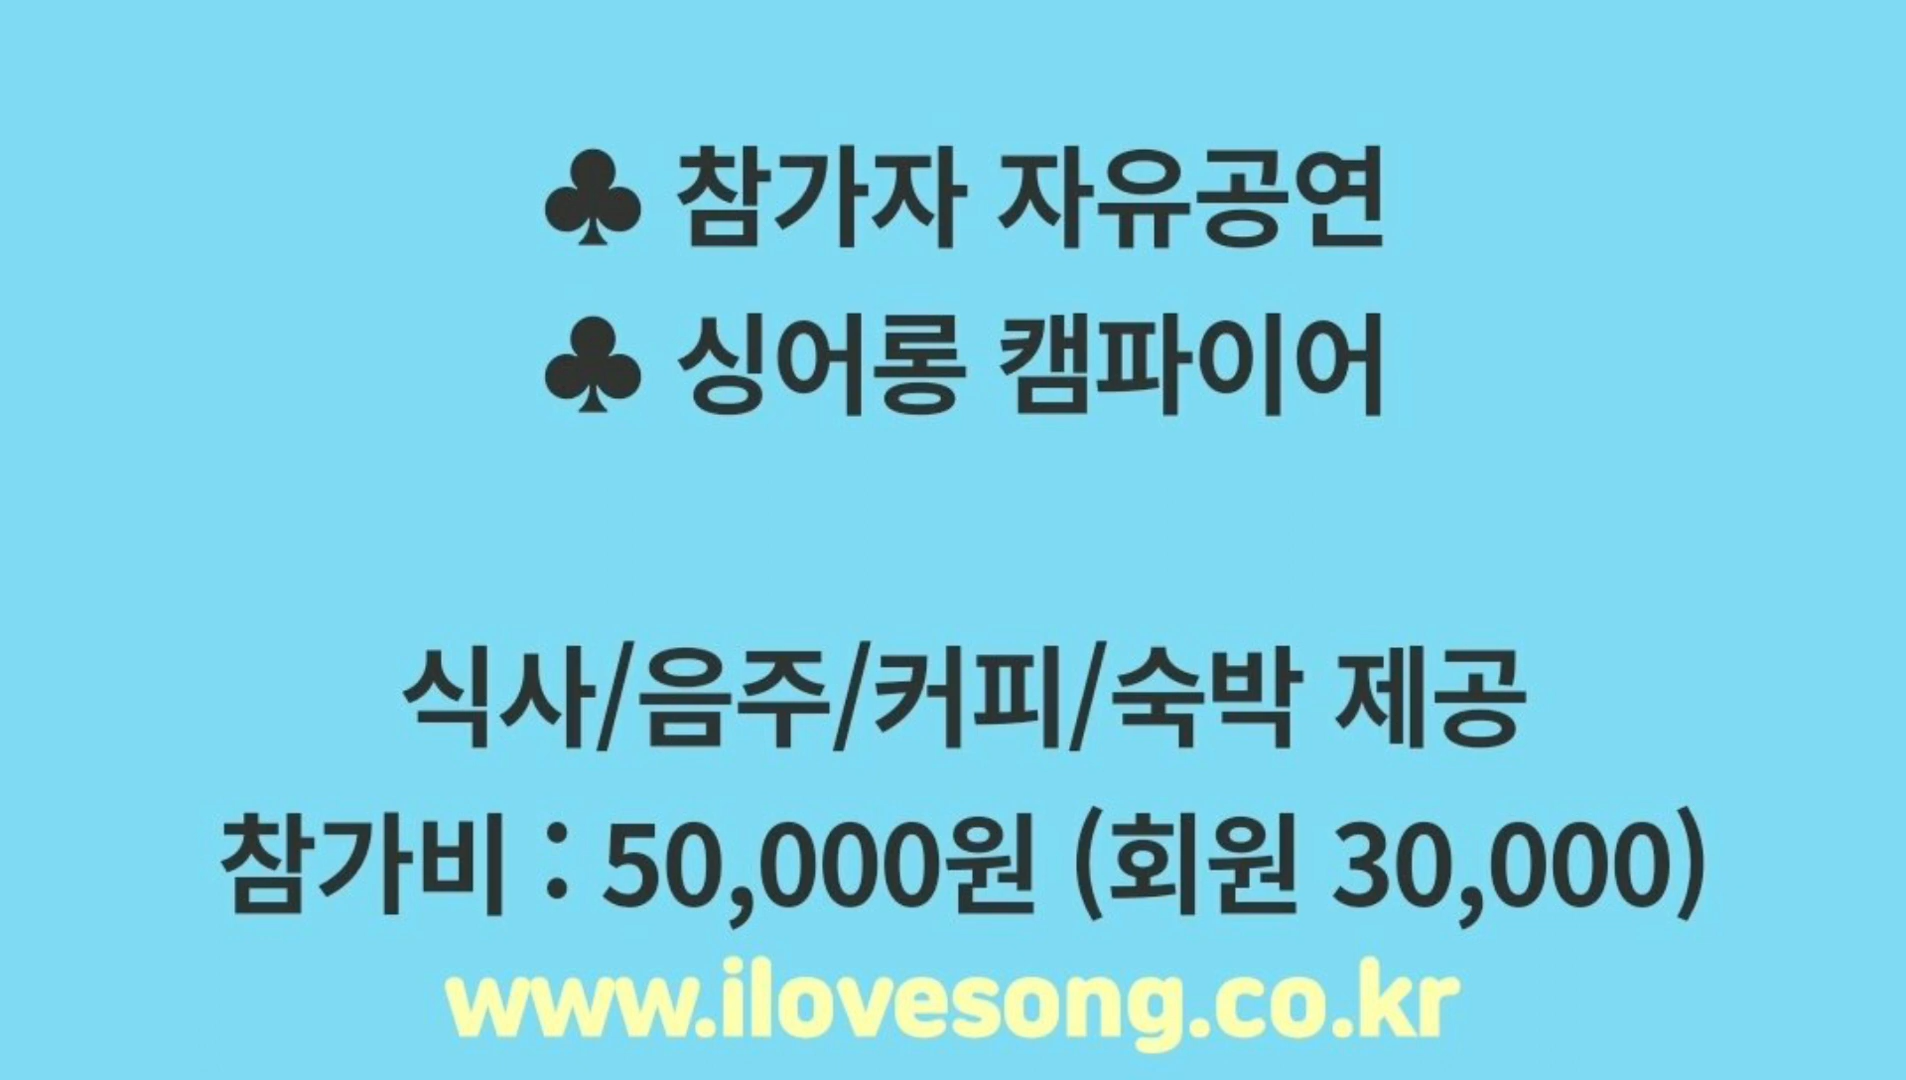 ♣ 참가자 자유공연
♣ 싱어롱 캠파이어
식사/음주/커피/숙박 제공
참가비 : 50,000원 (회원 30,000)
www.ilovesong.co.kr